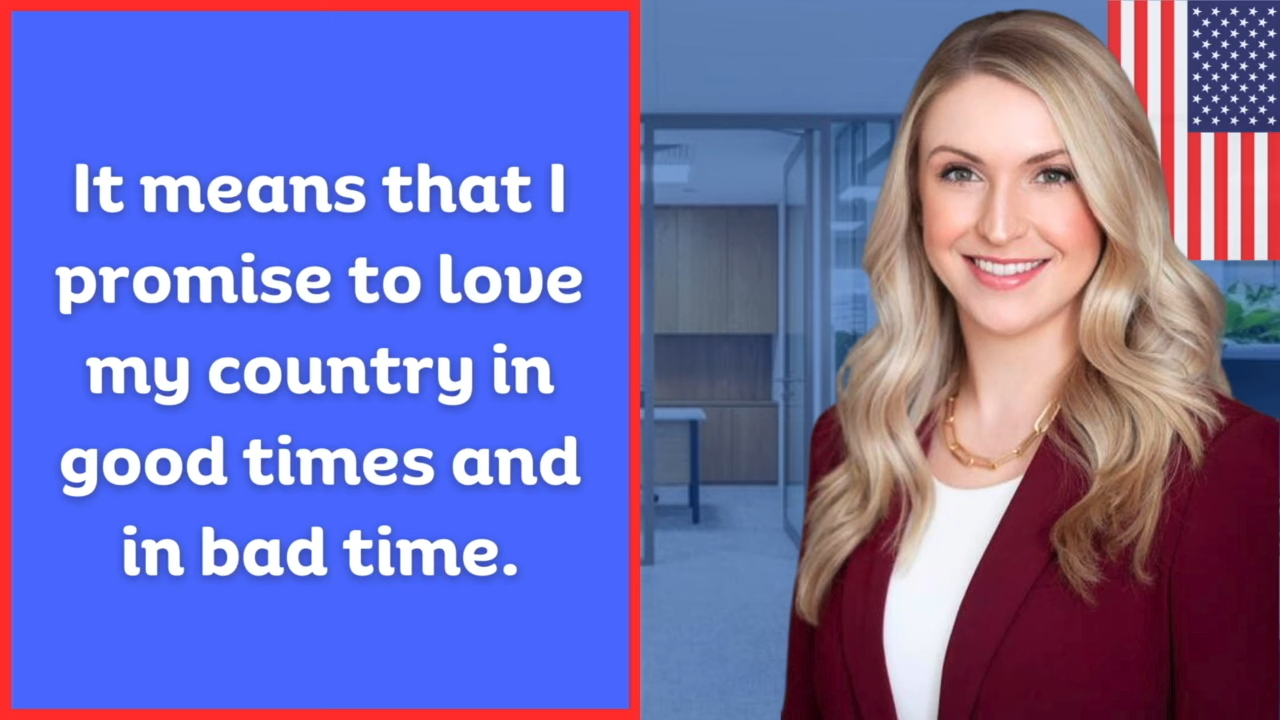 It means that I
promise to love
my country in
good times and
in bad time.